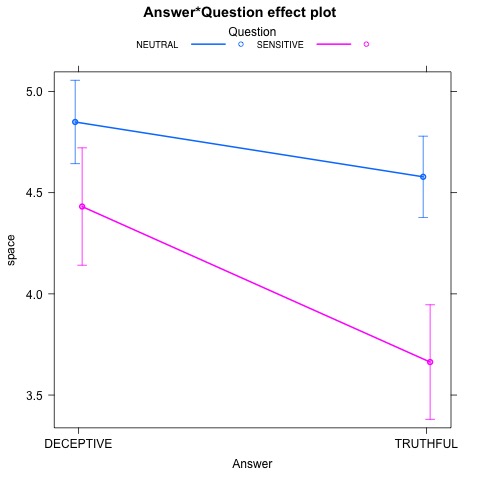 Answer*Question effect plot
Question
NEUTRAL SENSITIVE
5.0
4.5
4.0
3.5
space
DECEPTIVE TRUTHFUL
Answer